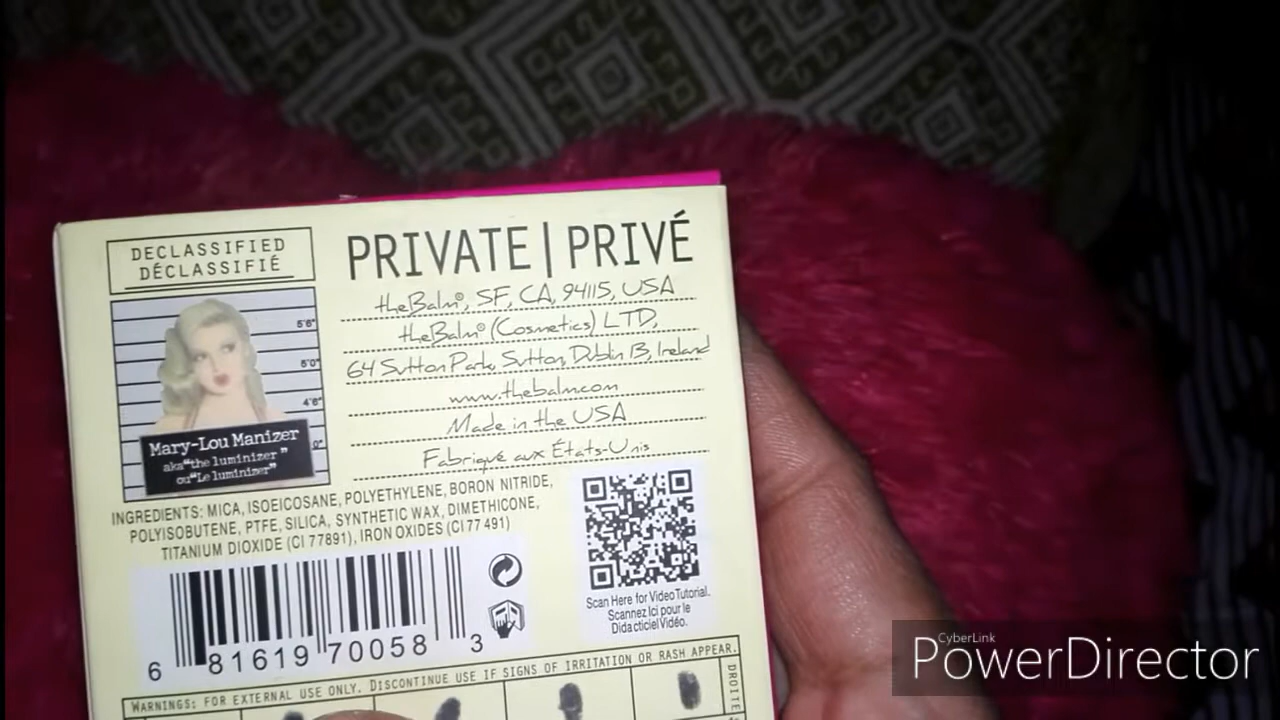 DECLASSIFIED
DÉCLASSIFIÉ
PRIVATE | PRIVÉ
theBalm®, SF, CA, 94115, USA
theBalm® (Cosmetics) LTD,
64 Sutton Park, Sutton, Dublin 13, Ireland
www.thebalm.com
Made in the USA
Fabriqué aux États-Unis
5'6"
5'0"
4'6"
0"
Mary-Lou Manizer
aka "the luminizer"
ou "Le luminizer"
INGREDIENTS: MICA, ISOEICOSANE, POLYETHYLENE, BORON NITRIDE,
POLYISOBUTENE, PTFE, SILICA, SYNTHETIC WAX, DIMETHICONE,
TITANIUM DIOXIDE (CI 77891), IRON OXIDES (CI 77 491)
6 81619 70058 3
Scan Here for Video Tutorial.
Scannez Ici pour le
Didacticiel Vidéo.
WARNINGS: FOR EXTERNAL USE ONLY. DISCONTINUE USE IF SIGNS OF IRRITATION OR RASH APPEAR.
DROITE
CyberLink
PowerDirector